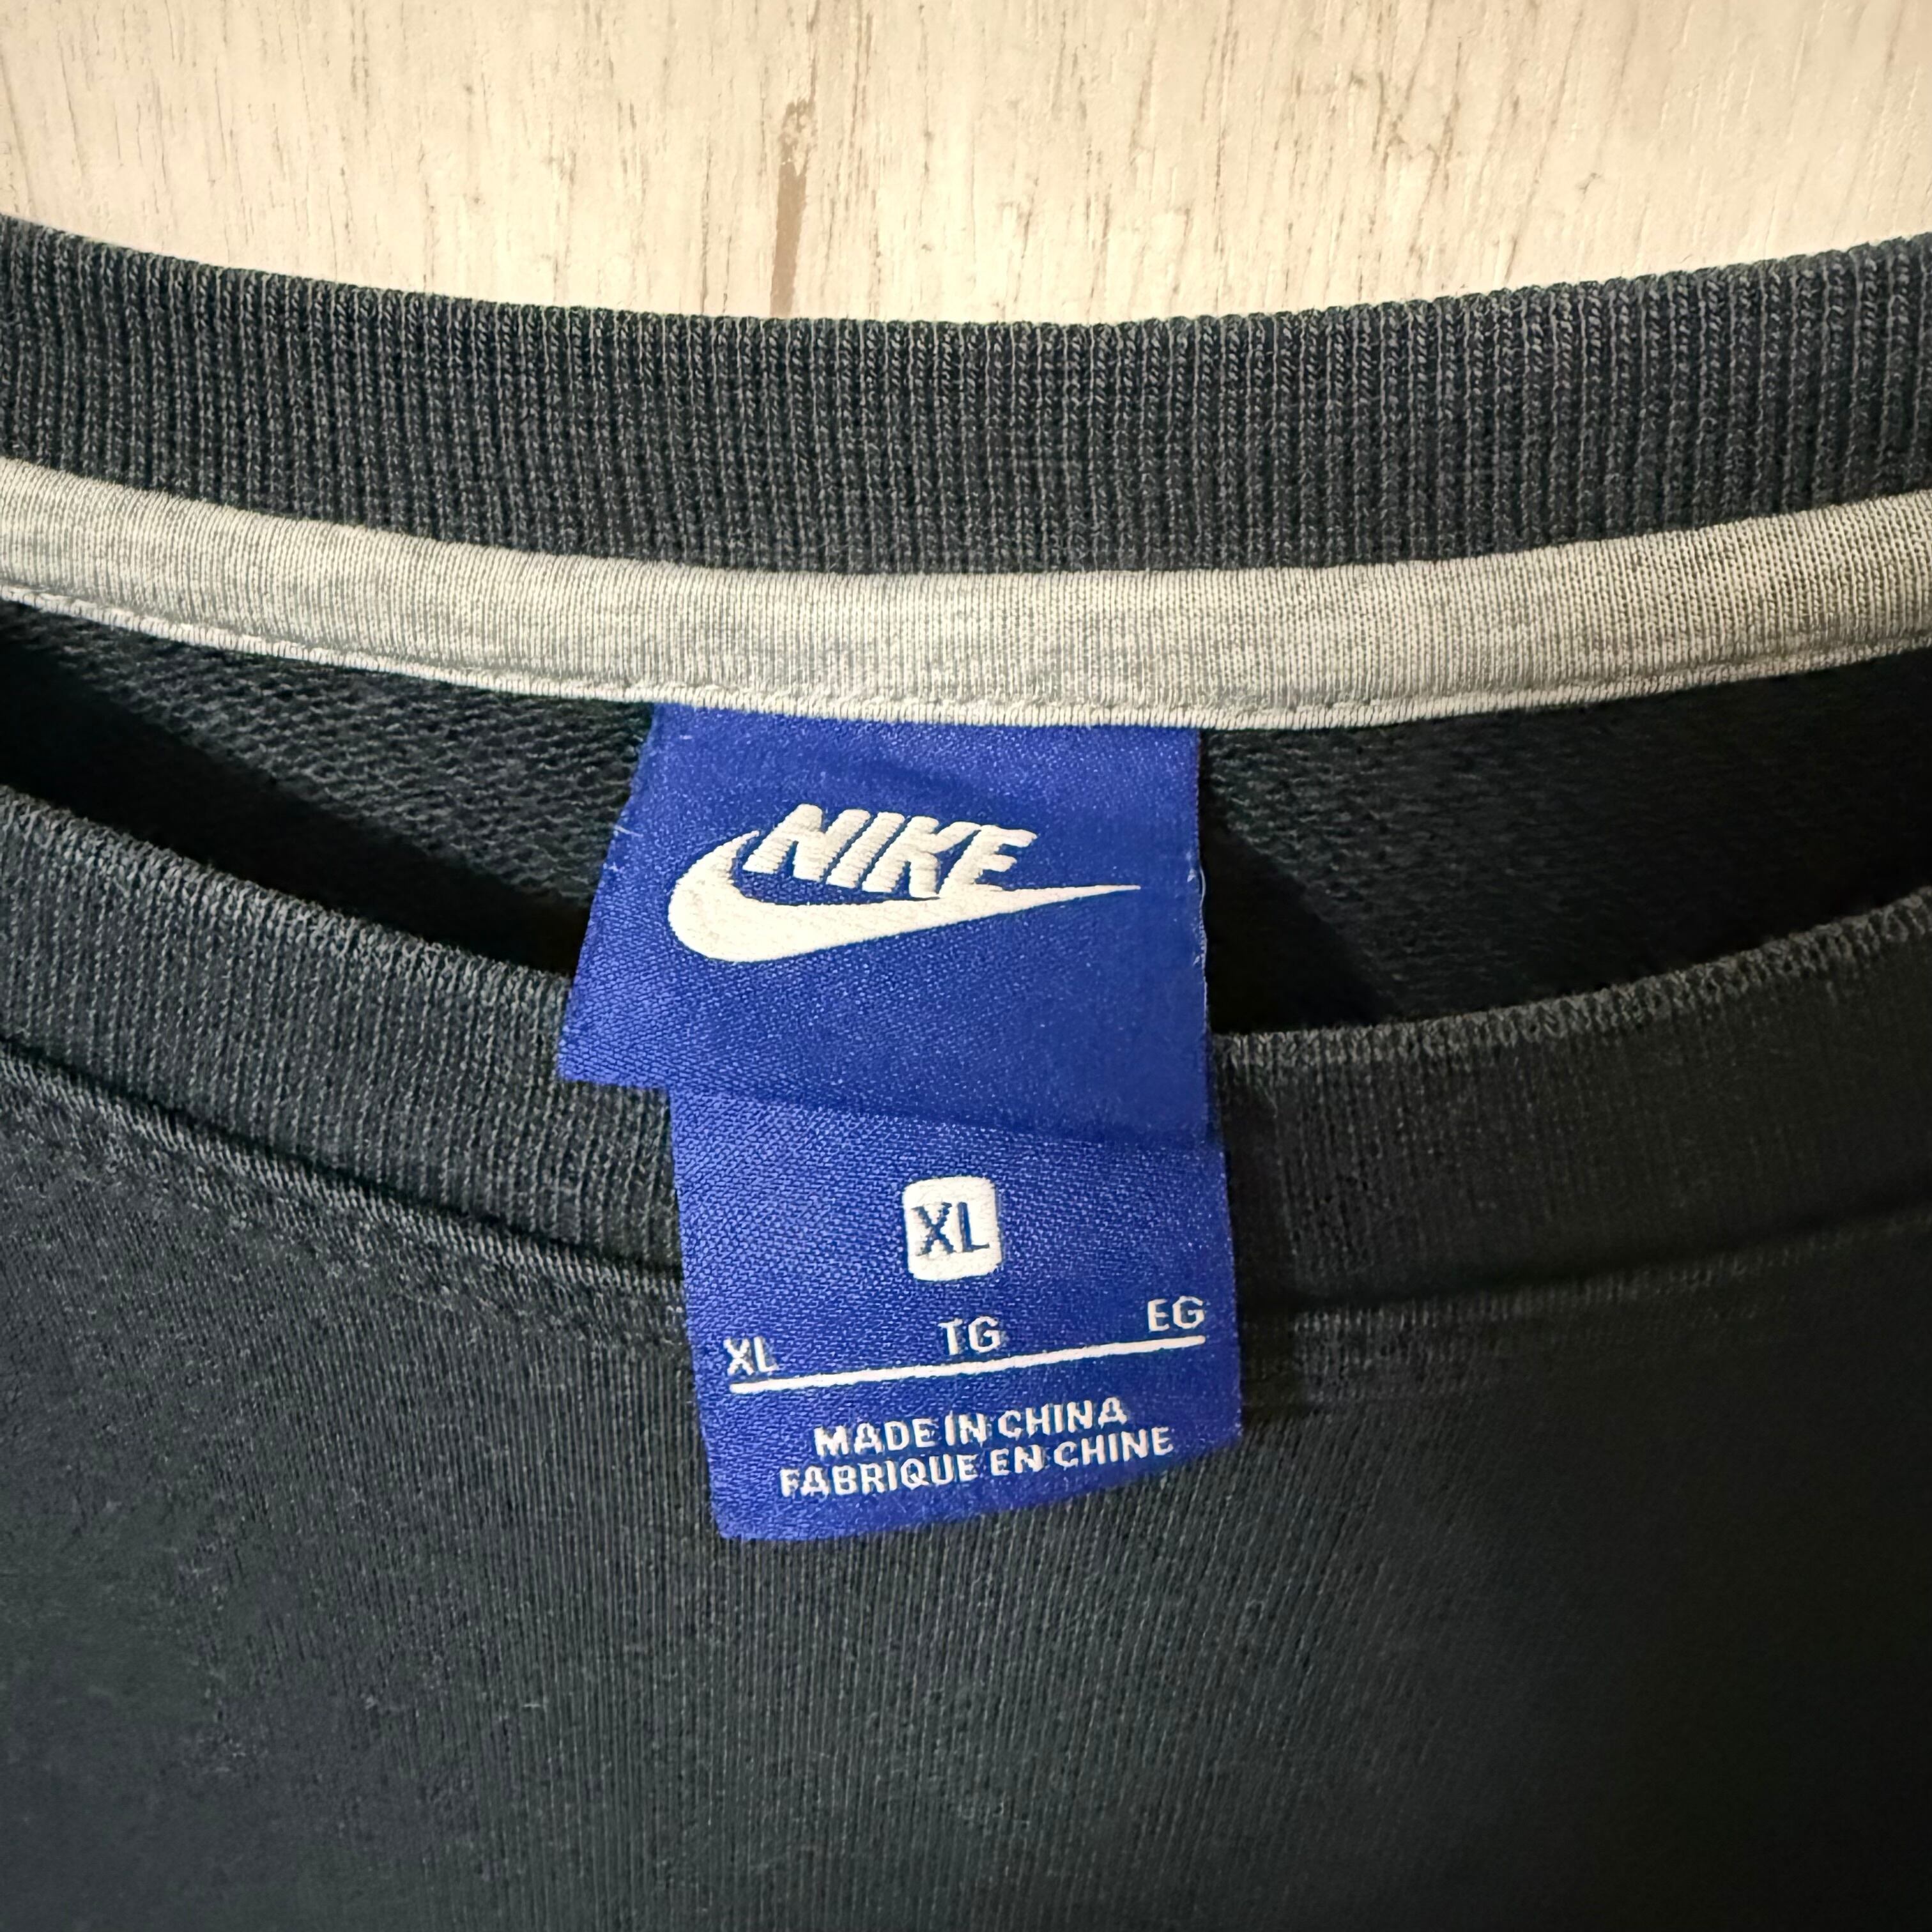 NIKE
XL
XL TG EG
MADE IN CHINA
FABRIQUE EN CHINE